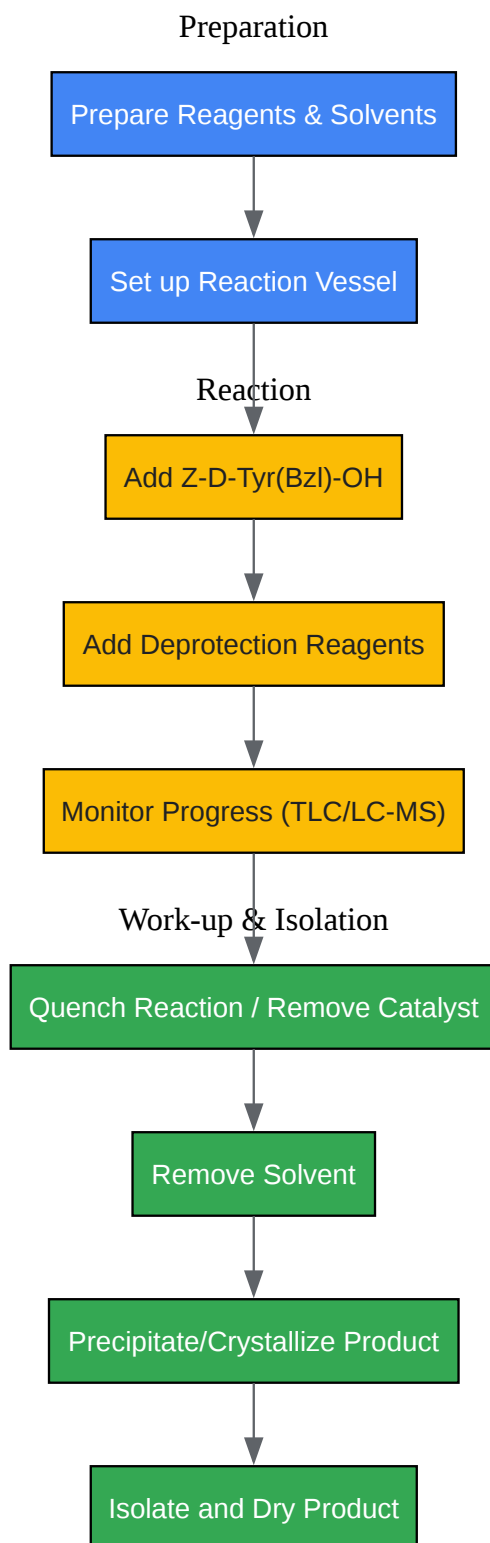 Preparation
Prepare Reagents & Solvents
Set up Reaction Vessel
Reaction
Add Z-D-Tyr(Bzl)-OH
Add Deprotection Reagents
Monitor Progress (TLC/LC-MS)
Work-up & Isolation
Quench Reaction / Remove Catalyst
Remove Solvent
Precipitate/Crystallize Product
Isolate and Dry Product